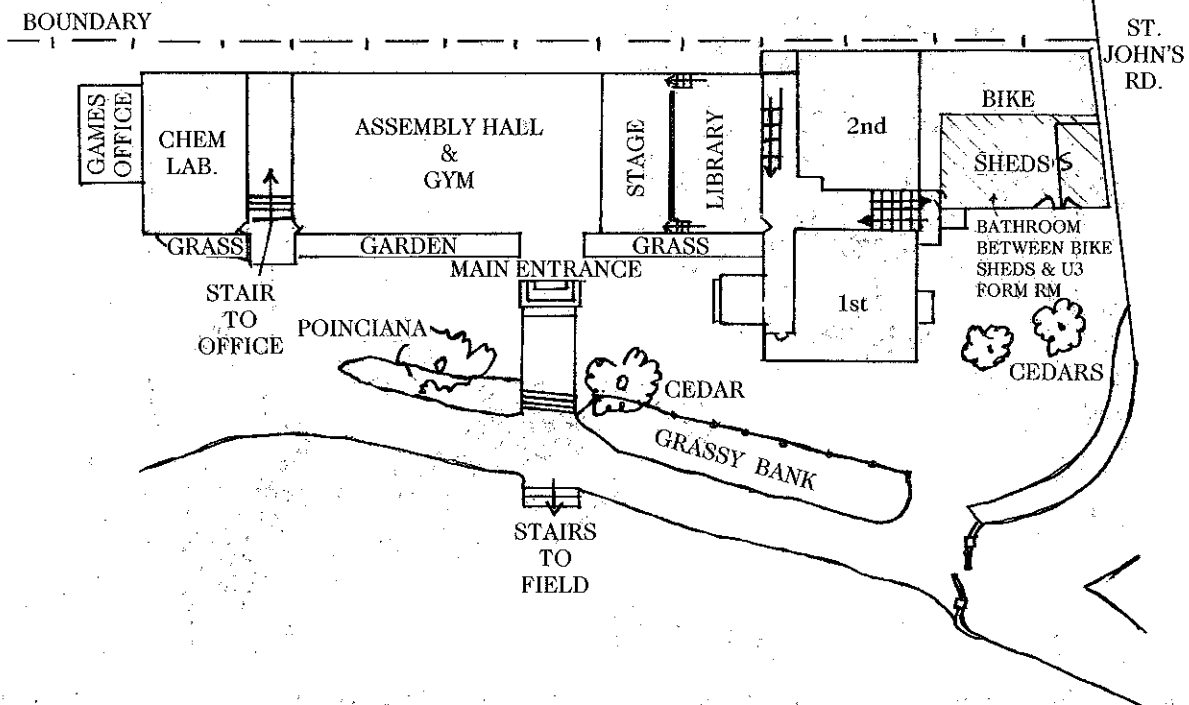 BOUNDARY
ST.
JOHN'S
RD.
GAMES
OFFICE
CHEM
LAB.
ASSEMBLY HALL
&
GYM
STAGE
LIBRARY
2nd
BIKE
SHEDS
GRASS
GARDEN
GRASS
MAIN ENTRANCE
BATHROOM
BETWEEN BIKE
SHEDS & U3
FORM RM
STAIR
TO
OFFICE
1st
POINCIANA
CEDAR
CEDARS
GRASSY BANK
STAIRS
TO
FIELD